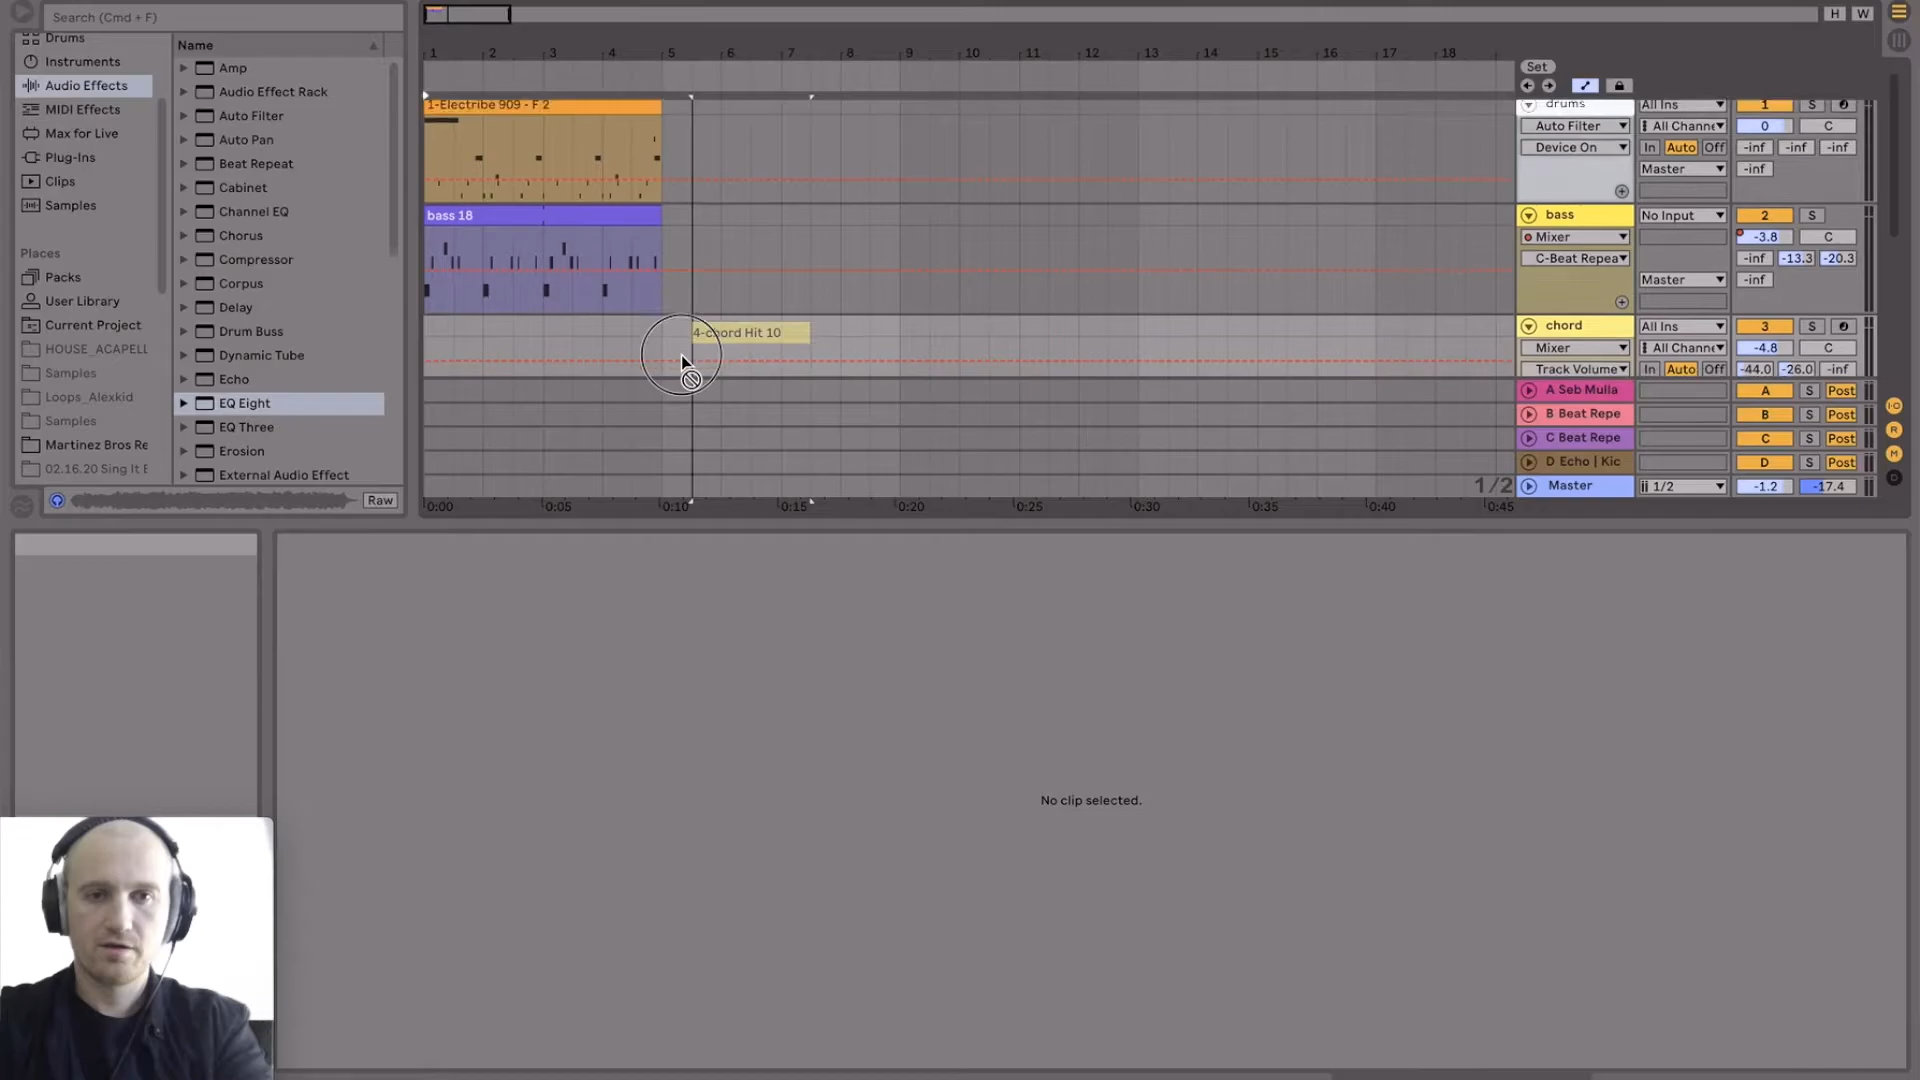 Search (Cmd + F)
H
W
Drums
Instruments
Audio Effects
MIDI Effects
Max for Live
Plug-Ins
Clips
Samples
Places
Packs
User Library
Current Project
HOUSE_ACAPELL
Samples
Loops_Alexkid
Samples
Martinez Bros Re
02.16.20 Sing It E
Name
Amp
Audio Effect Rack
Auto Filter
Auto Pan
Beat Repeat
Cabinet
Channel EQ
Chorus
Compressor
Corpus
Delay
Drum Buss
Dynamic Tube
Echo
EQ Eight
EQ Three
Erosion
External Audio Effect
Raw
1 2 3 4 5 6 7 8 9 10 11 12 13 14 15 16 17 18
Set
1-Electribe 909 - F 2
drums All Ins 1 S
Auto Filter All Channe 0 C
Device On In Auto Off -inf -inf -inf
Master -inf
bass 18
bass No Input 2 S
Mixer -3.8 C
C-Beat Repea -inf -13.3 -20.3
Master -inf
4-chord Hit 10
chord All Ins 3 S
Mixer All Channe -4.8 C
Track Volume In Auto Off -44.0 -26.0 -inf
A Seb Mulla A S Post
B Beat Repe B S Post
C Beat Repe C S Post
D Echo | Kic D S Post
1/2 Master 1/2 -1.2 -17.4
I-O
R
M
D
0:00 0:05 0:10 0:15 0:20 0:25 0:30 0:35 0:40 0:45
No clip selected.